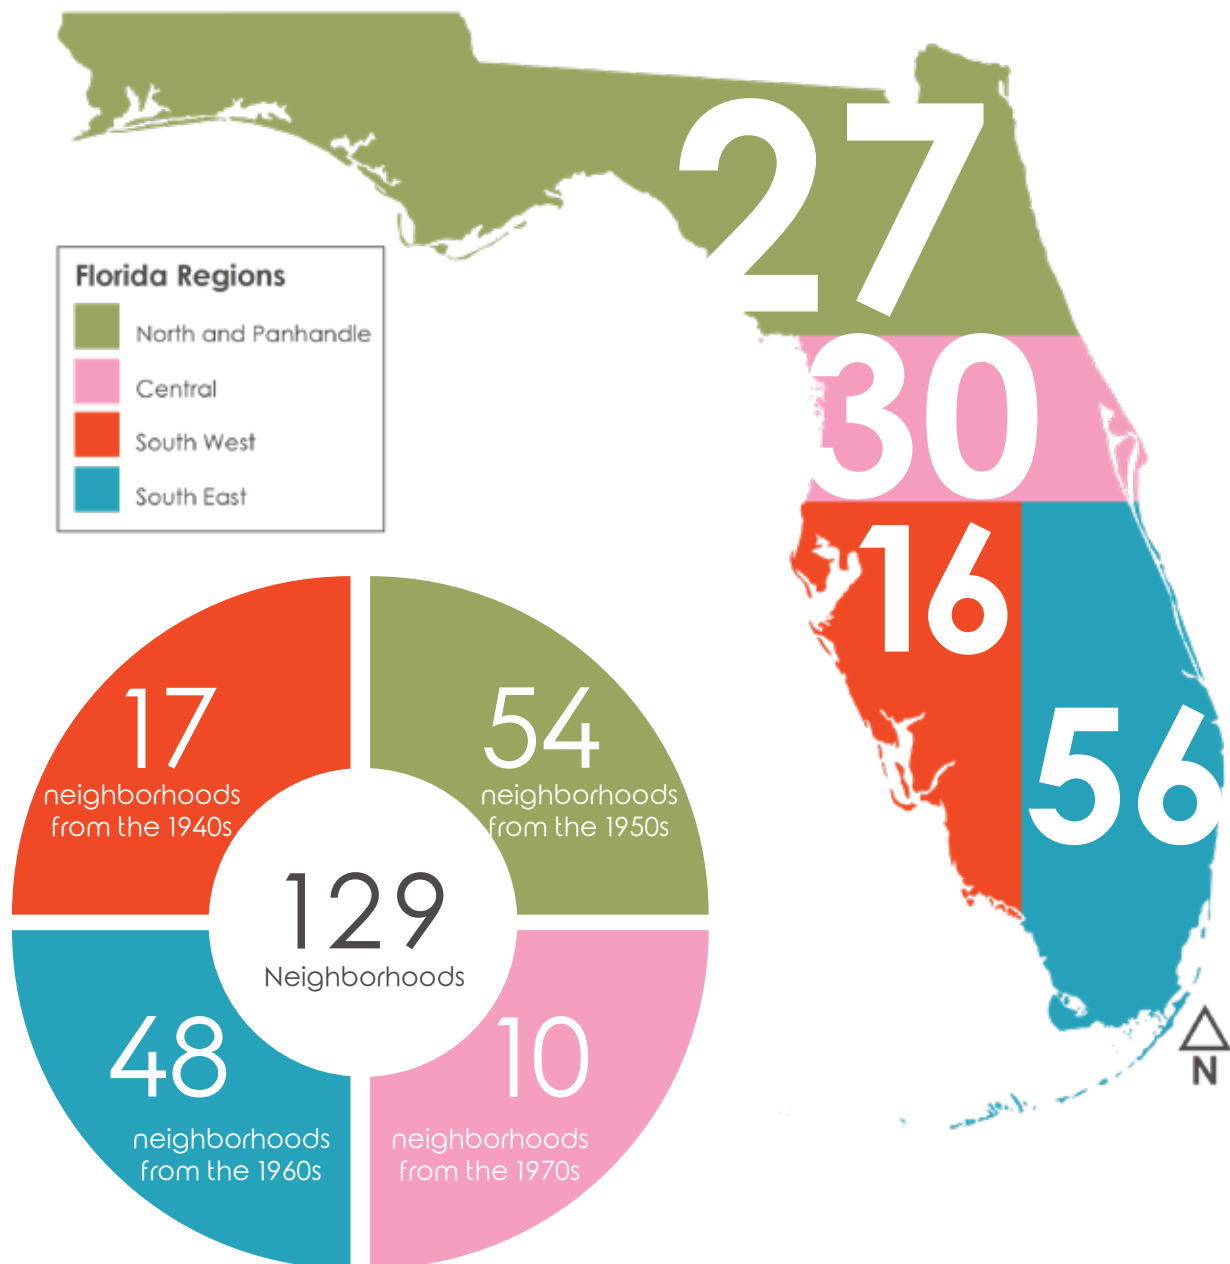 27
Florida Regions
North and Panhandle
Central
South West
South East
30
16
56
17
neighborhoods
from the 1940s
54
neighborhoods
from the 1950s
129
Neighborhoods
48
neighborhoods
from the 1960s
10
neighborhoods
from the 1970s
N